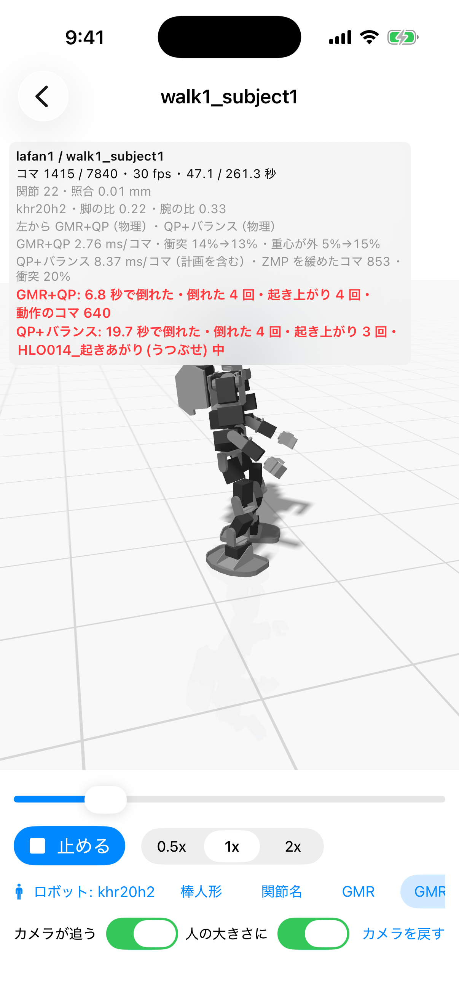 9:41
walk1_subject1
lafan1 / walk1_subject1
コマ 1415 / 7840 · 30 fps · 47.1 / 261.3 秒
関節 22 · 照合 0.01 mm
khr20h2 · 脚の比 0.22 · 腕の比 0.33
左から GMR+QP（物理）· QP+バランス（物理）
GMR+QP 2.76 ms/コマ · 衝突 14%→13% · 重心が外 5%→15%
QP+バランス 8.37 ms/コマ（計画を含む）· ZMP を緩めたコマ 853 ·
衝突 20%
GMR+QP: 6.8 秒で倒れた · 倒れた 4 回 · 起き上がり 4 回 ·
動作のコマ 640
QP+バランス: 19.7 秒で倒れた · 倒れた 4 回 · 起き上がり 3 回 ·
HLO014_起きあがり(うつぶせ) 中
止める
0.5x 1x 2x
ロボット: khr20h2 棒人形 関節名 GMR GMR
カメラが追う 人の大きさに カメラを戻す